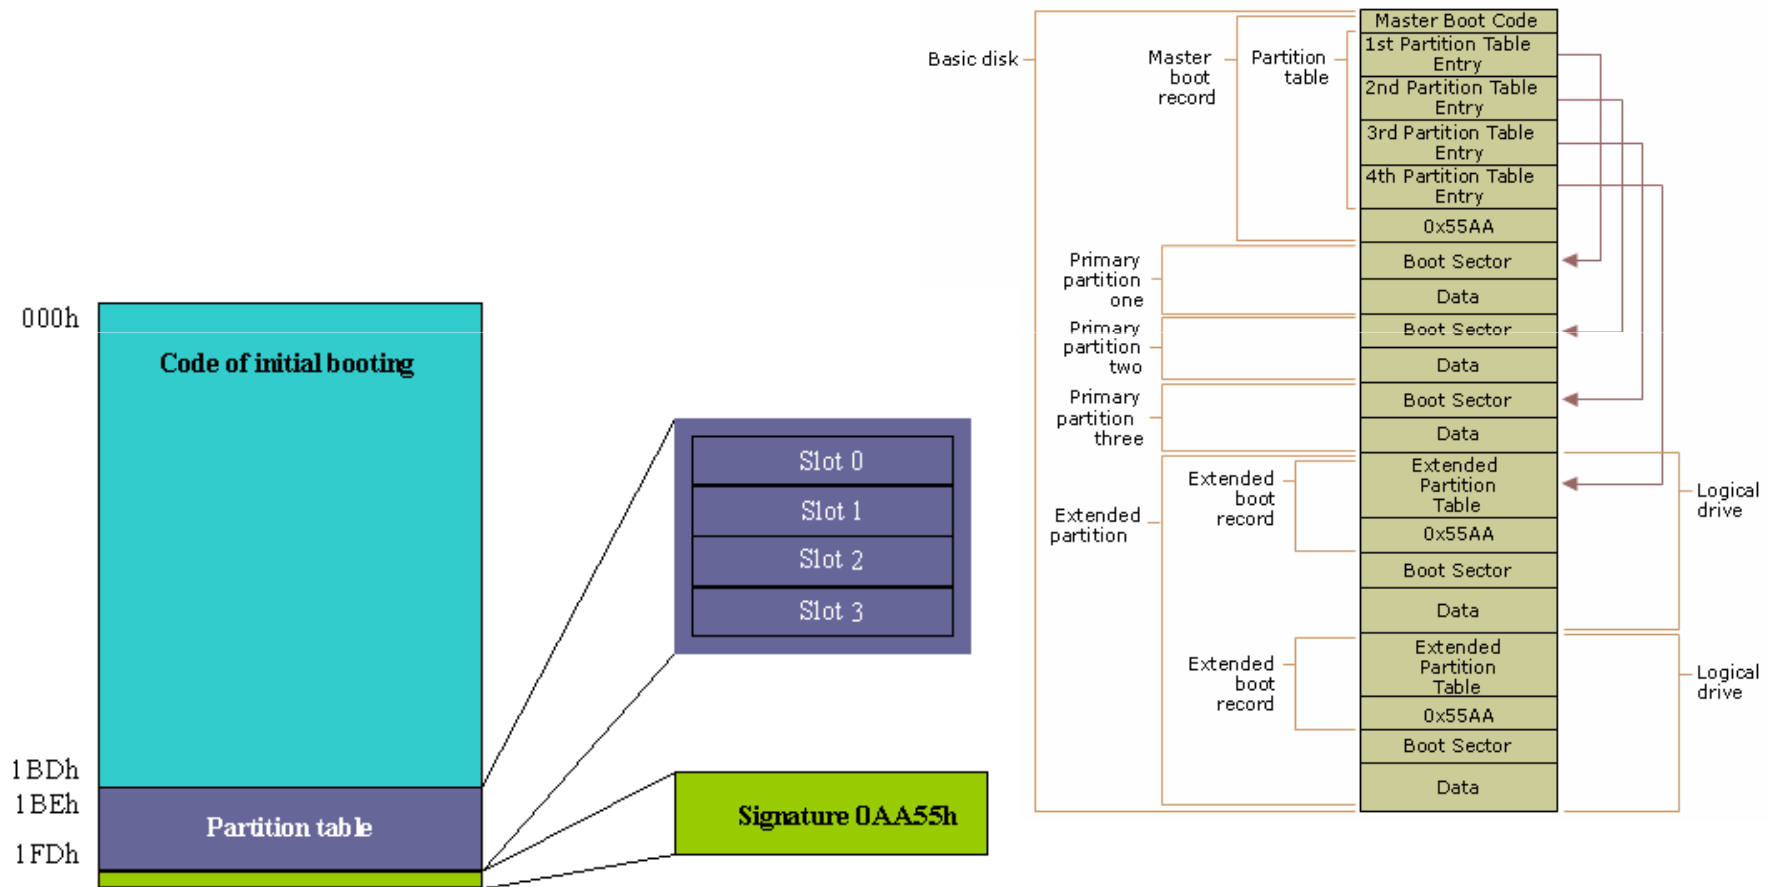 000h
Code of initial booting
1BDh
1BEh
Partition table
1FDh
Slot 0
Slot 1
Slot 2
Slot 3
Signature 0AA55h
Basic disk
Master
boot
record
Partition
table
Master Boot Code
1st Partition Table
Entry
2nd Partition Table
Entry
3rd Partition Table
Entry
4th Partition Table
Entry
0x55AA
Primary
partition
one
Boot Sector
Data
Primary
partition
two
Boot Sector
Data
Primary
partition
three
Boot Sector
Data
Extended
partition
Extended
boot
record
Extended
Partition
Table
0x55AA
Boot Sector
Data
Logical
drive
Extended
boot
record
Extended
Partition
Table
0x55AA
Boot Sector
Data
Logical
drive